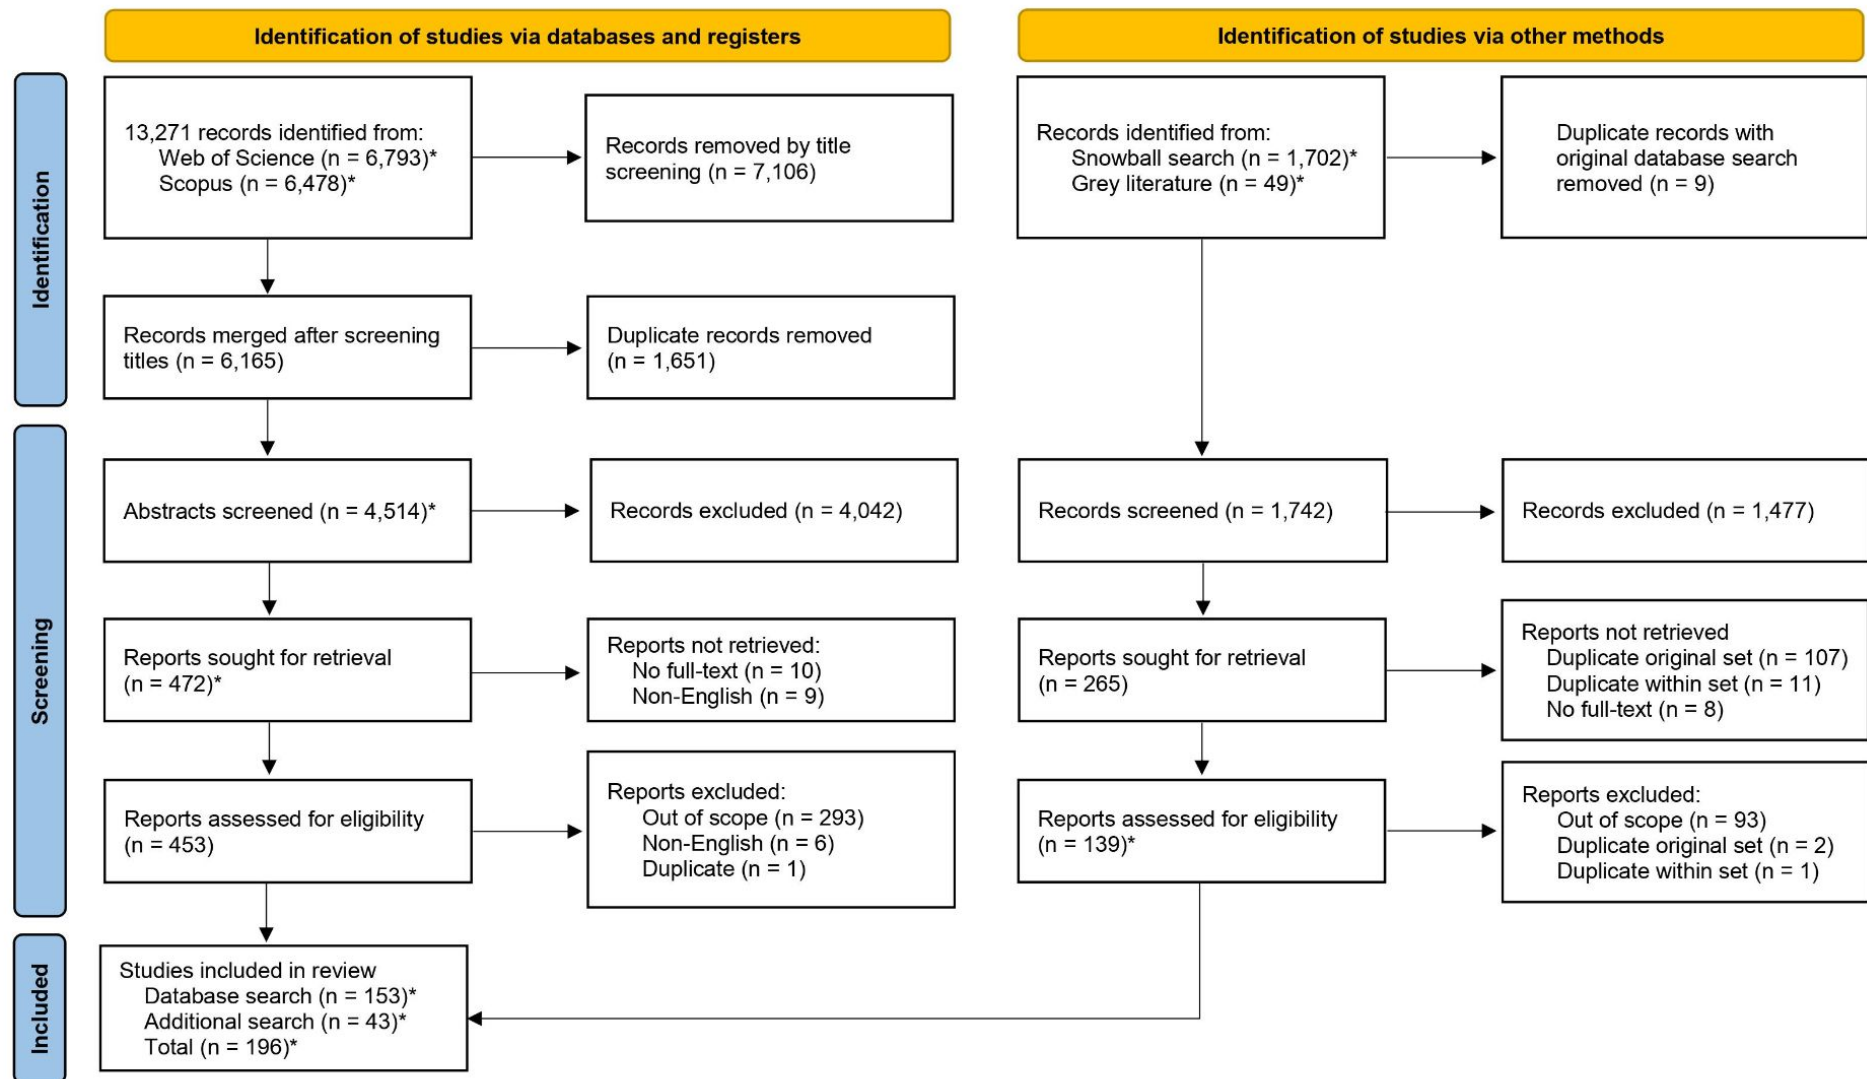 Identification of studies via databases and registers
Identification of studies via other methods
Identification
13,271 records identified from:
Web of Science (n = 6,793)*
Scopus (n = 6,478)*
Records removed by title
screening (n = 7,106)
Records identified from:
Snowball search (n = 1,702)*
Grey literature (n = 49)*
Duplicate records with
original database search
removed (n = 9)
Records merged after screening
titles (n = 6,165)
Duplicate records removed
(n = 1,651)
Screening
Abstracts screened (n = 4,514)*
Records excluded (n = 4,042)
Records screened (n = 1,742)
Records excluded (n = 1,477)
Reports sought for retrieval
(n = 472)*
Reports not retrieved:
No full-text (n = 10)
Non-English (n = 9)
Reports sought for retrieval
(n = 265)
Reports not retrieved
Duplicate original set (n = 107)
Duplicate within set (n = 11)
No full-text (n = 8)
Reports assessed for eligibility
(n = 453)
Reports excluded:
Out of scope (n = 293)
Non-English (n = 6)
Duplicate (n = 1)
Reports assessed for eligibility
(n = 139)*
Reports excluded:
Out of scope (n = 93)
Duplicate original set (n = 2)
Duplicate within set (n = 1)
Included
Studies included in review
Database search (n = 153)*
Additional search (n = 43)*
Total (n = 196)*